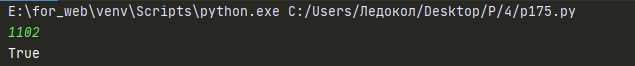 E:\for_web\venv\Scripts\python.exe C:/Users/Ледокол/Desktop/P/4/p175.py
1102
True